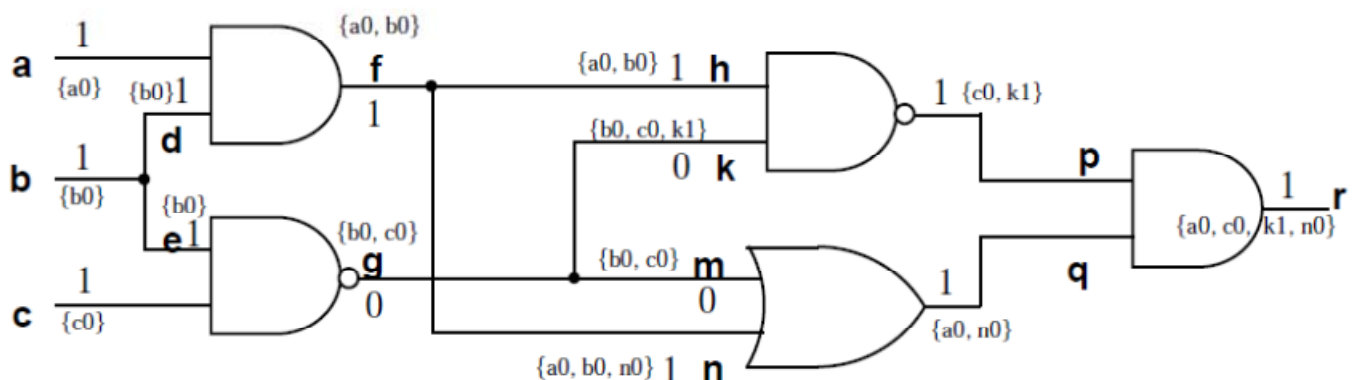 1
{a0, b0}
a
{a0}
{b0}
1
f
1
{a0, b0}
1
h
1
{c0, k1}
d
{b0, c0, k1}
0
k
1
b
{b0}
{b0}
e
1
p
1
r
{a0, c0, k1, n0}
{b0, c0}
g
0
{b0, c0}
m
0
q
1
c
{c0}
1
{a0, n0}
{a0, b0, n0}
1
n